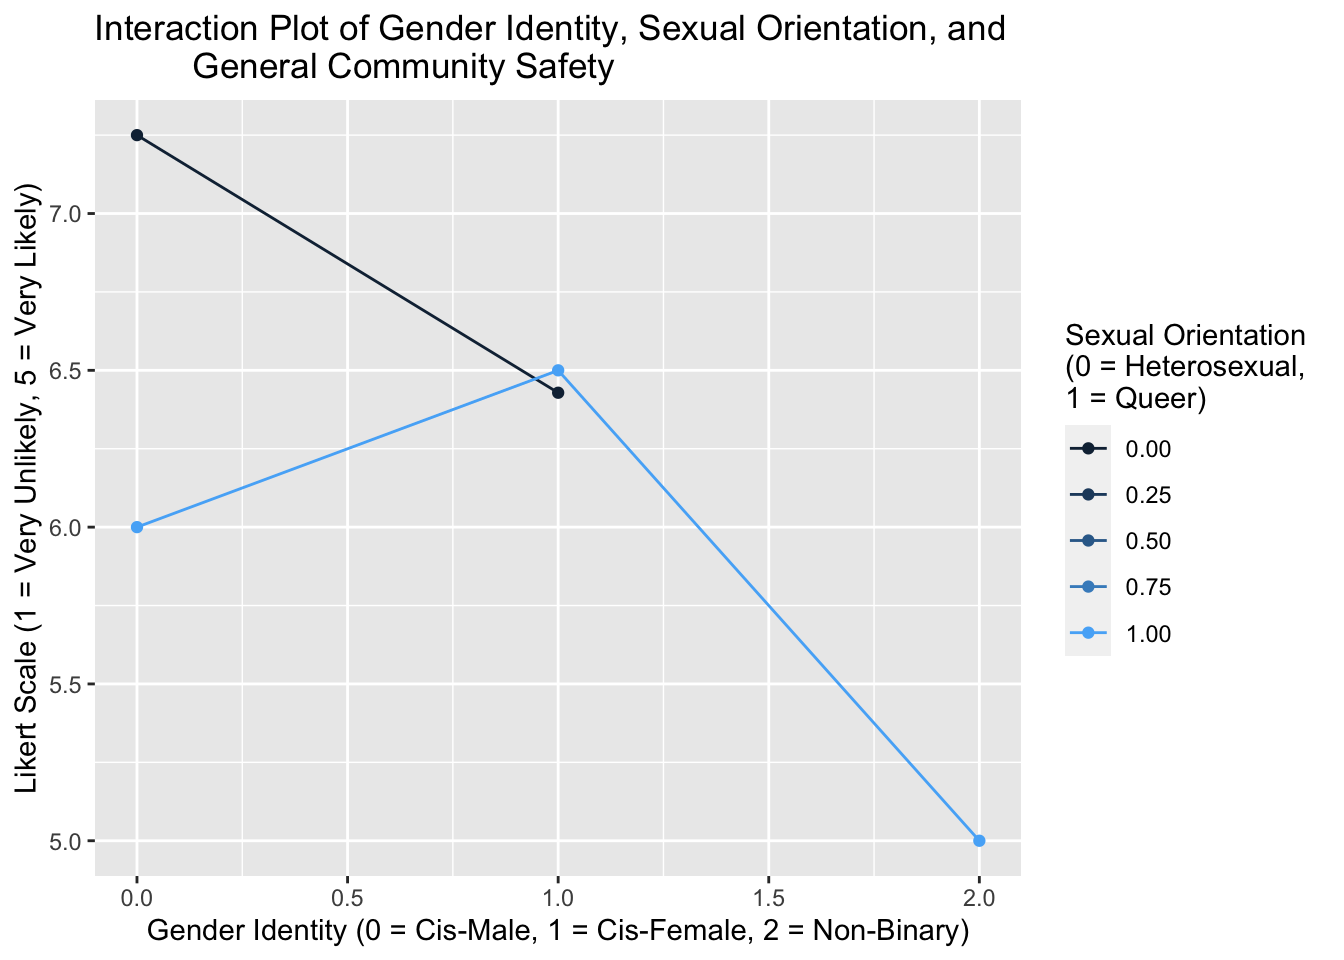 Interaction Plot of Gender Identity, Sexual Orientation, and
General Community Safety
Likert Scale (1 = Very Unlikely, 5 = Very Likely)
7.0
6.5
6.0
5.5
5.0
0.0
0.5
1.0
1.5
2.0
Gender Identity (0 = Cis-Male, 1 = Cis-Female, 2 = Non-Binary)
Sexual Orientation
(0 = Heterosexual,
1 = Queer)
0.00
0.25
0.50
0.75
1.00